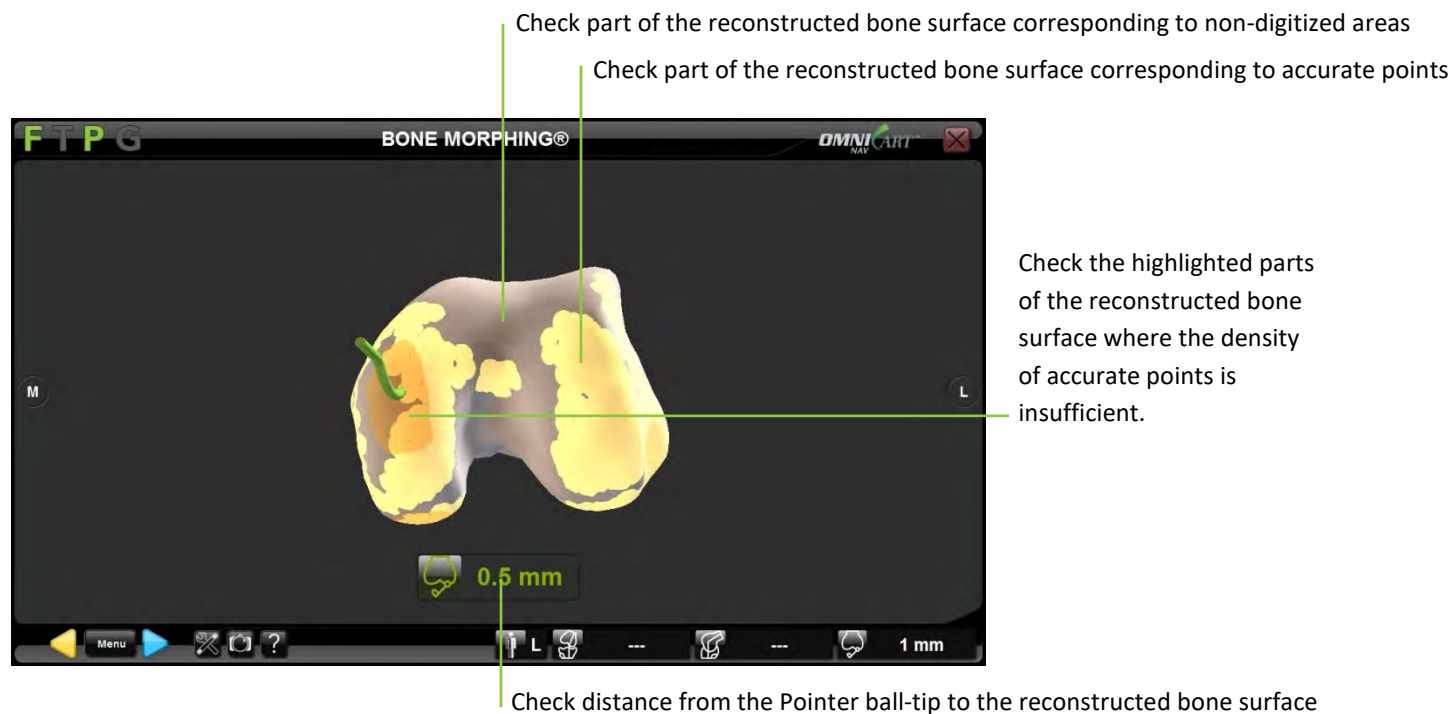 Check part of the reconstructed bone surface corresponding to non-digitized areas
Check part of the reconstructed bone surface corresponding to accurate points
F T P G
BONE MORPHING®
OMNI CART™
NAV
Check the highlighted parts
of the reconstructed bone
surface where the density
of accurate points is
insufficient.
M
L
0.5 mm
Menu
?
L
---
---
1 mm
Check distance from the Pointer ball-tip to the reconstructed bone surface